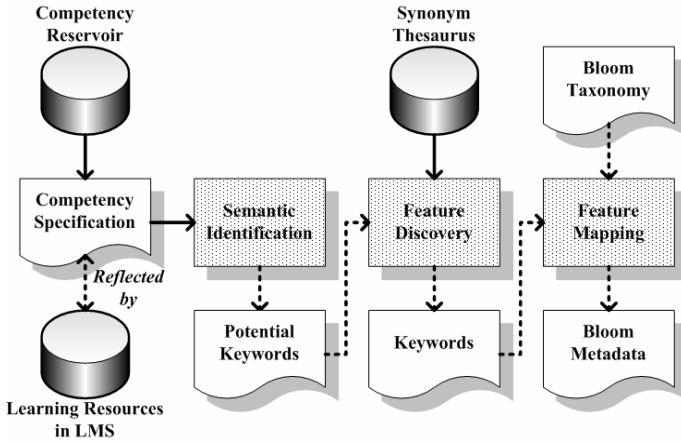 Competency
Reservoir
Synonym
Thesaurus
Bloom
Taxonomy
Competency
Specification
Semantic
Identification
Feature
Discovery
Feature
Mapping
Reflected
by
Potential
Keywords
Keywords
Bloom
Metadata
Learning Resources
in LMS